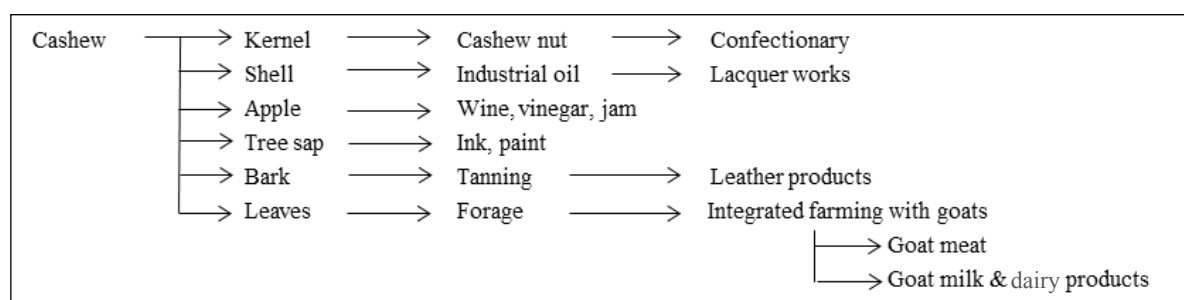 Cashew Kernel Cashew nut Confectionary
Shell Industrial oil Lacquer works
Apple Wine, vinegar, jam
Tree sap Ink, paint
Bark Tanning Leather products
Leaves Forage Integrated farming with goats
Goat meat
Goat milk & dairy products